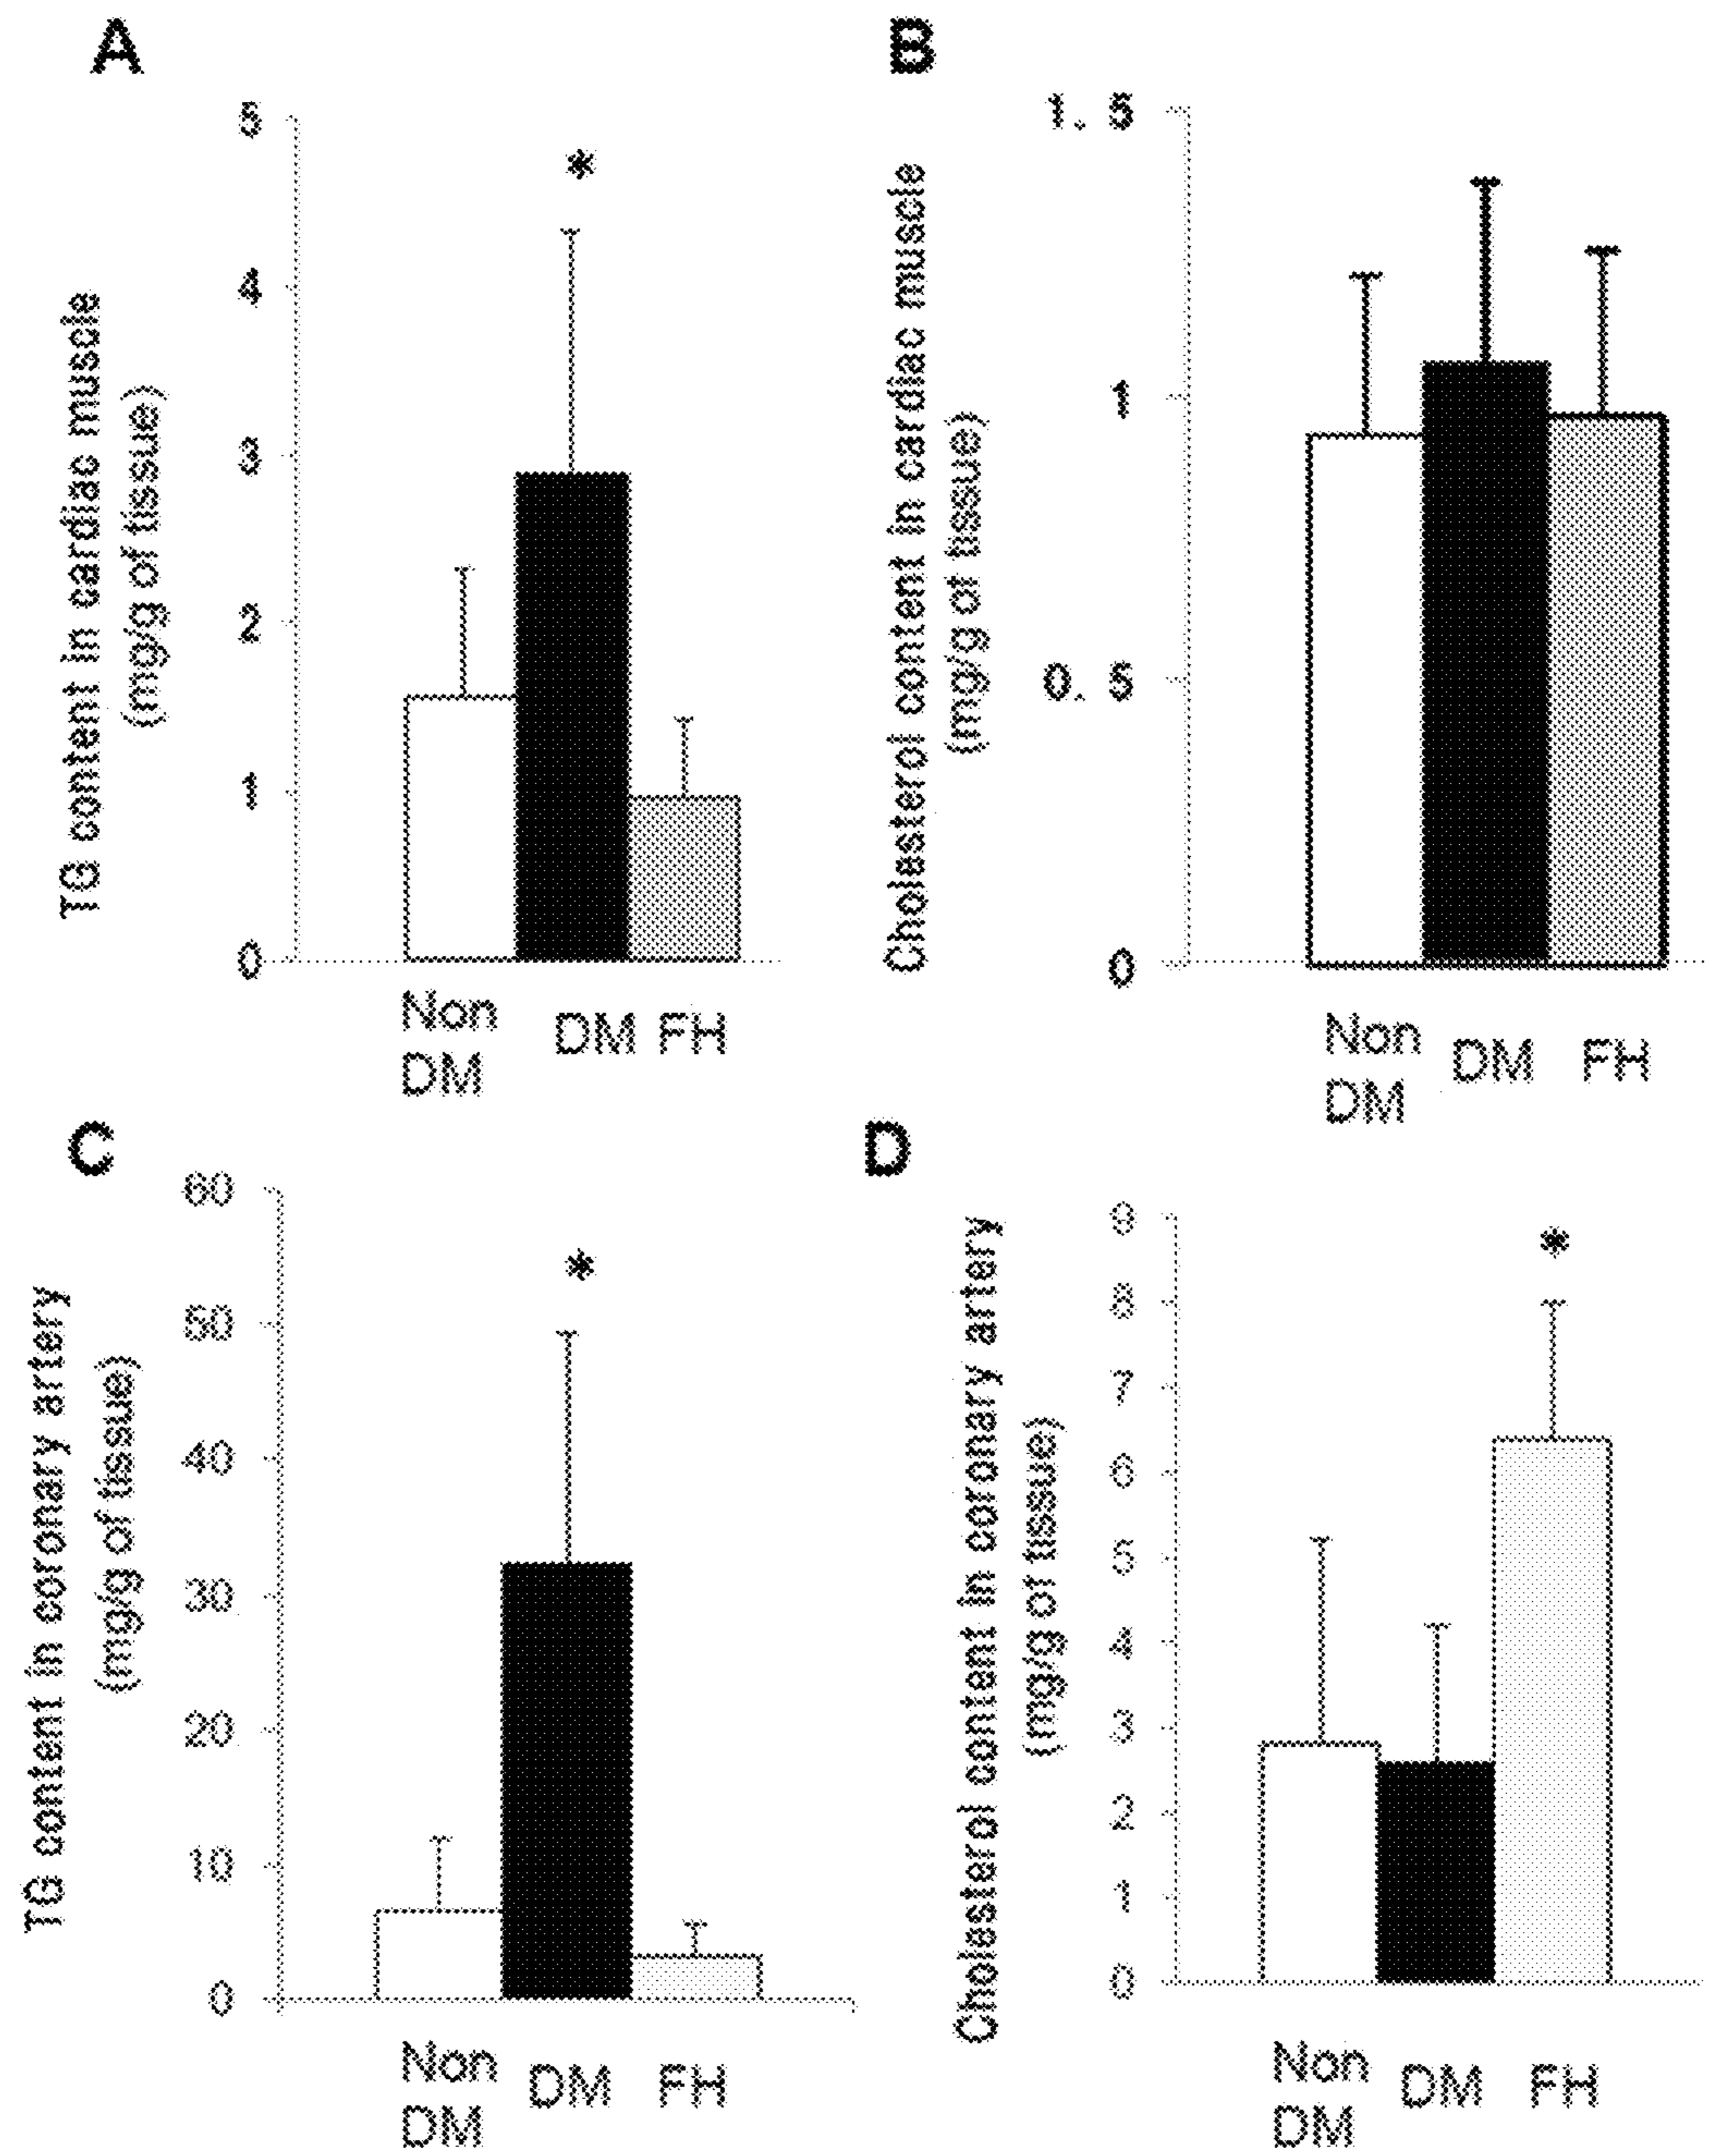 A
TG content in cardiac muscle
(mg/g of tissue)
5
4
3
2
1
0
*
Non
DM
DM
FH
B
Cholesterol content in cardiac muscle
(mg/g of tissue)
1. 5
1
0. 5
0
Non
DM
DM
FH
C
TG content in coronary artery
(mg/g of tissue)
60
50
40
30
20
10
0
*
Non
DM
DM
FH
D
Cholesterol content in coronary artery
(mg/g of tissue)
9
8
7
6
5
4
3
2
1
0
*
Non
DM
DM
FH